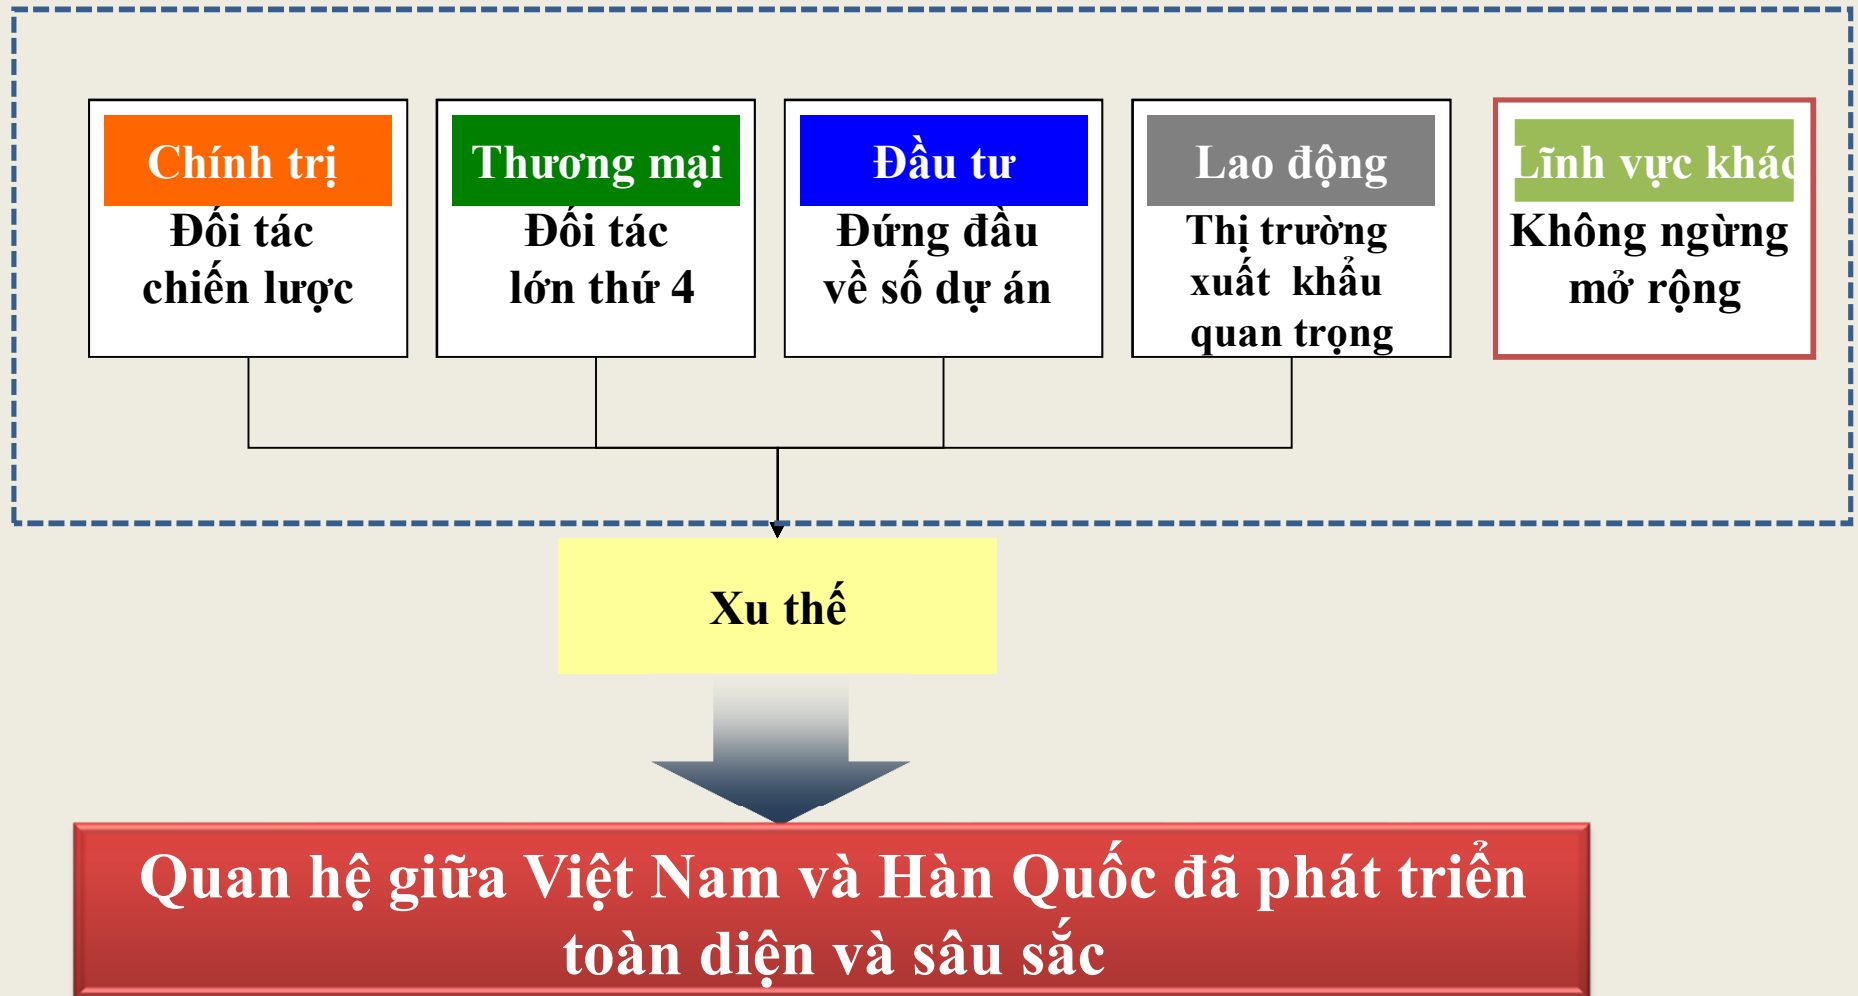 Chính trị
Đối tác
chiến lược
Thương mại
Đối tác
lớn thứ 4
Đầu tư
Đứng đầu
về số dự án
Lao động
Thị trường
xuất khẩu
quan trọng
Lĩnh vực khác
Không ngừng
mở rộng
Xu thế
Quan hệ giữa Việt Nam và Hàn Quốc đã phát triển
toàn diện và sâu sắc